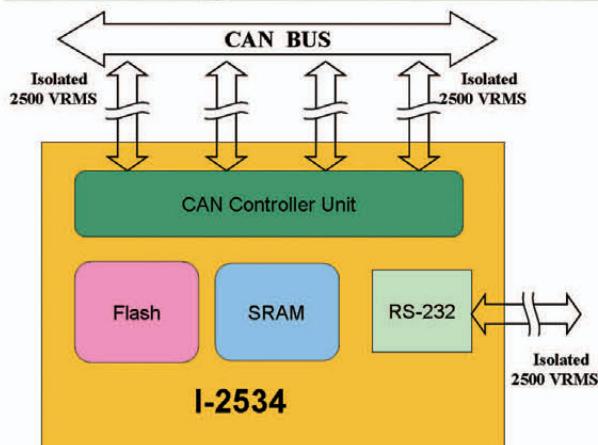 CAN BUS
Isolated
2500 VRMS
Isolated
2500 VRMS
CAN Controller Unit
Flash
SRAM
RS-232
Isolated
2500 VRMS
I-2534